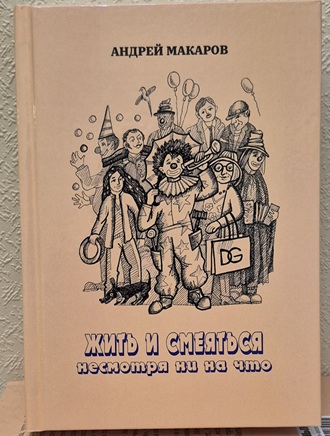 АНДРЕЙ МАКАРОВ
DG
ЖИТЬ И СМЕЯТЬСЯ
несмотря ни на что